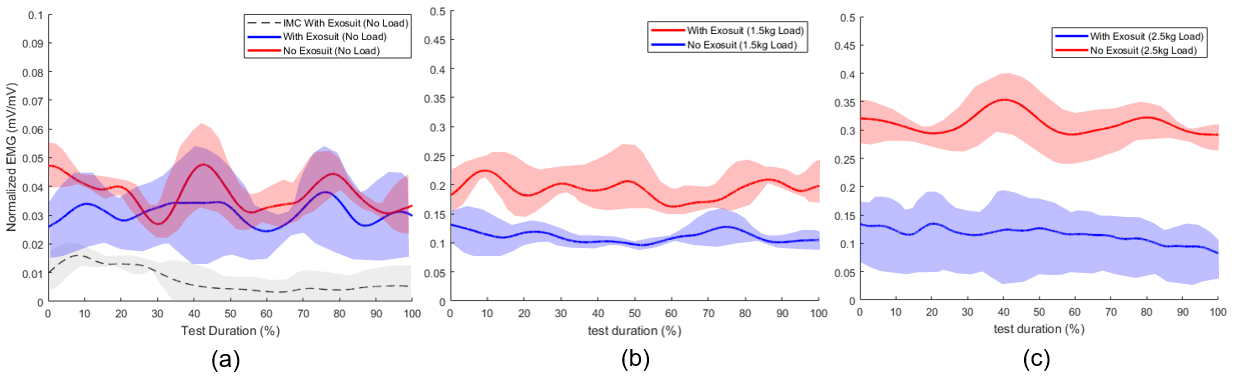 0.1
0.09
0.08
0.07
0.06
0.05
0.04
0.03
0.02
0.01
0
Normalized EMG (mV/mV)
IMC With Exosuit (No Load)
With Exosuit (No Load)
No Exosuit (No Load)
0 10 20 30 40 50 60 70 80 90 100
Test Duration (%)
(a)
0.5
0.45
0.4
0.35
0.3
0.25
0.2
0.15
0.1
0.05
0
With Exosuit (1.5kg Load)
No Exosuit (1.5kg Load)
0 10 20 30 40 50 60 70 80 90 100
test duration (%)
(b)
0.5
0.45
0.4
0.35
0.3
0.25
0.2
0.15
0.1
0.05
0
With Exosuit (2.5kg Load)
No Exosuit (2.5kg Load)
0 10 20 30 40 50 60 70 80 90 100
test duration (%)
(c)